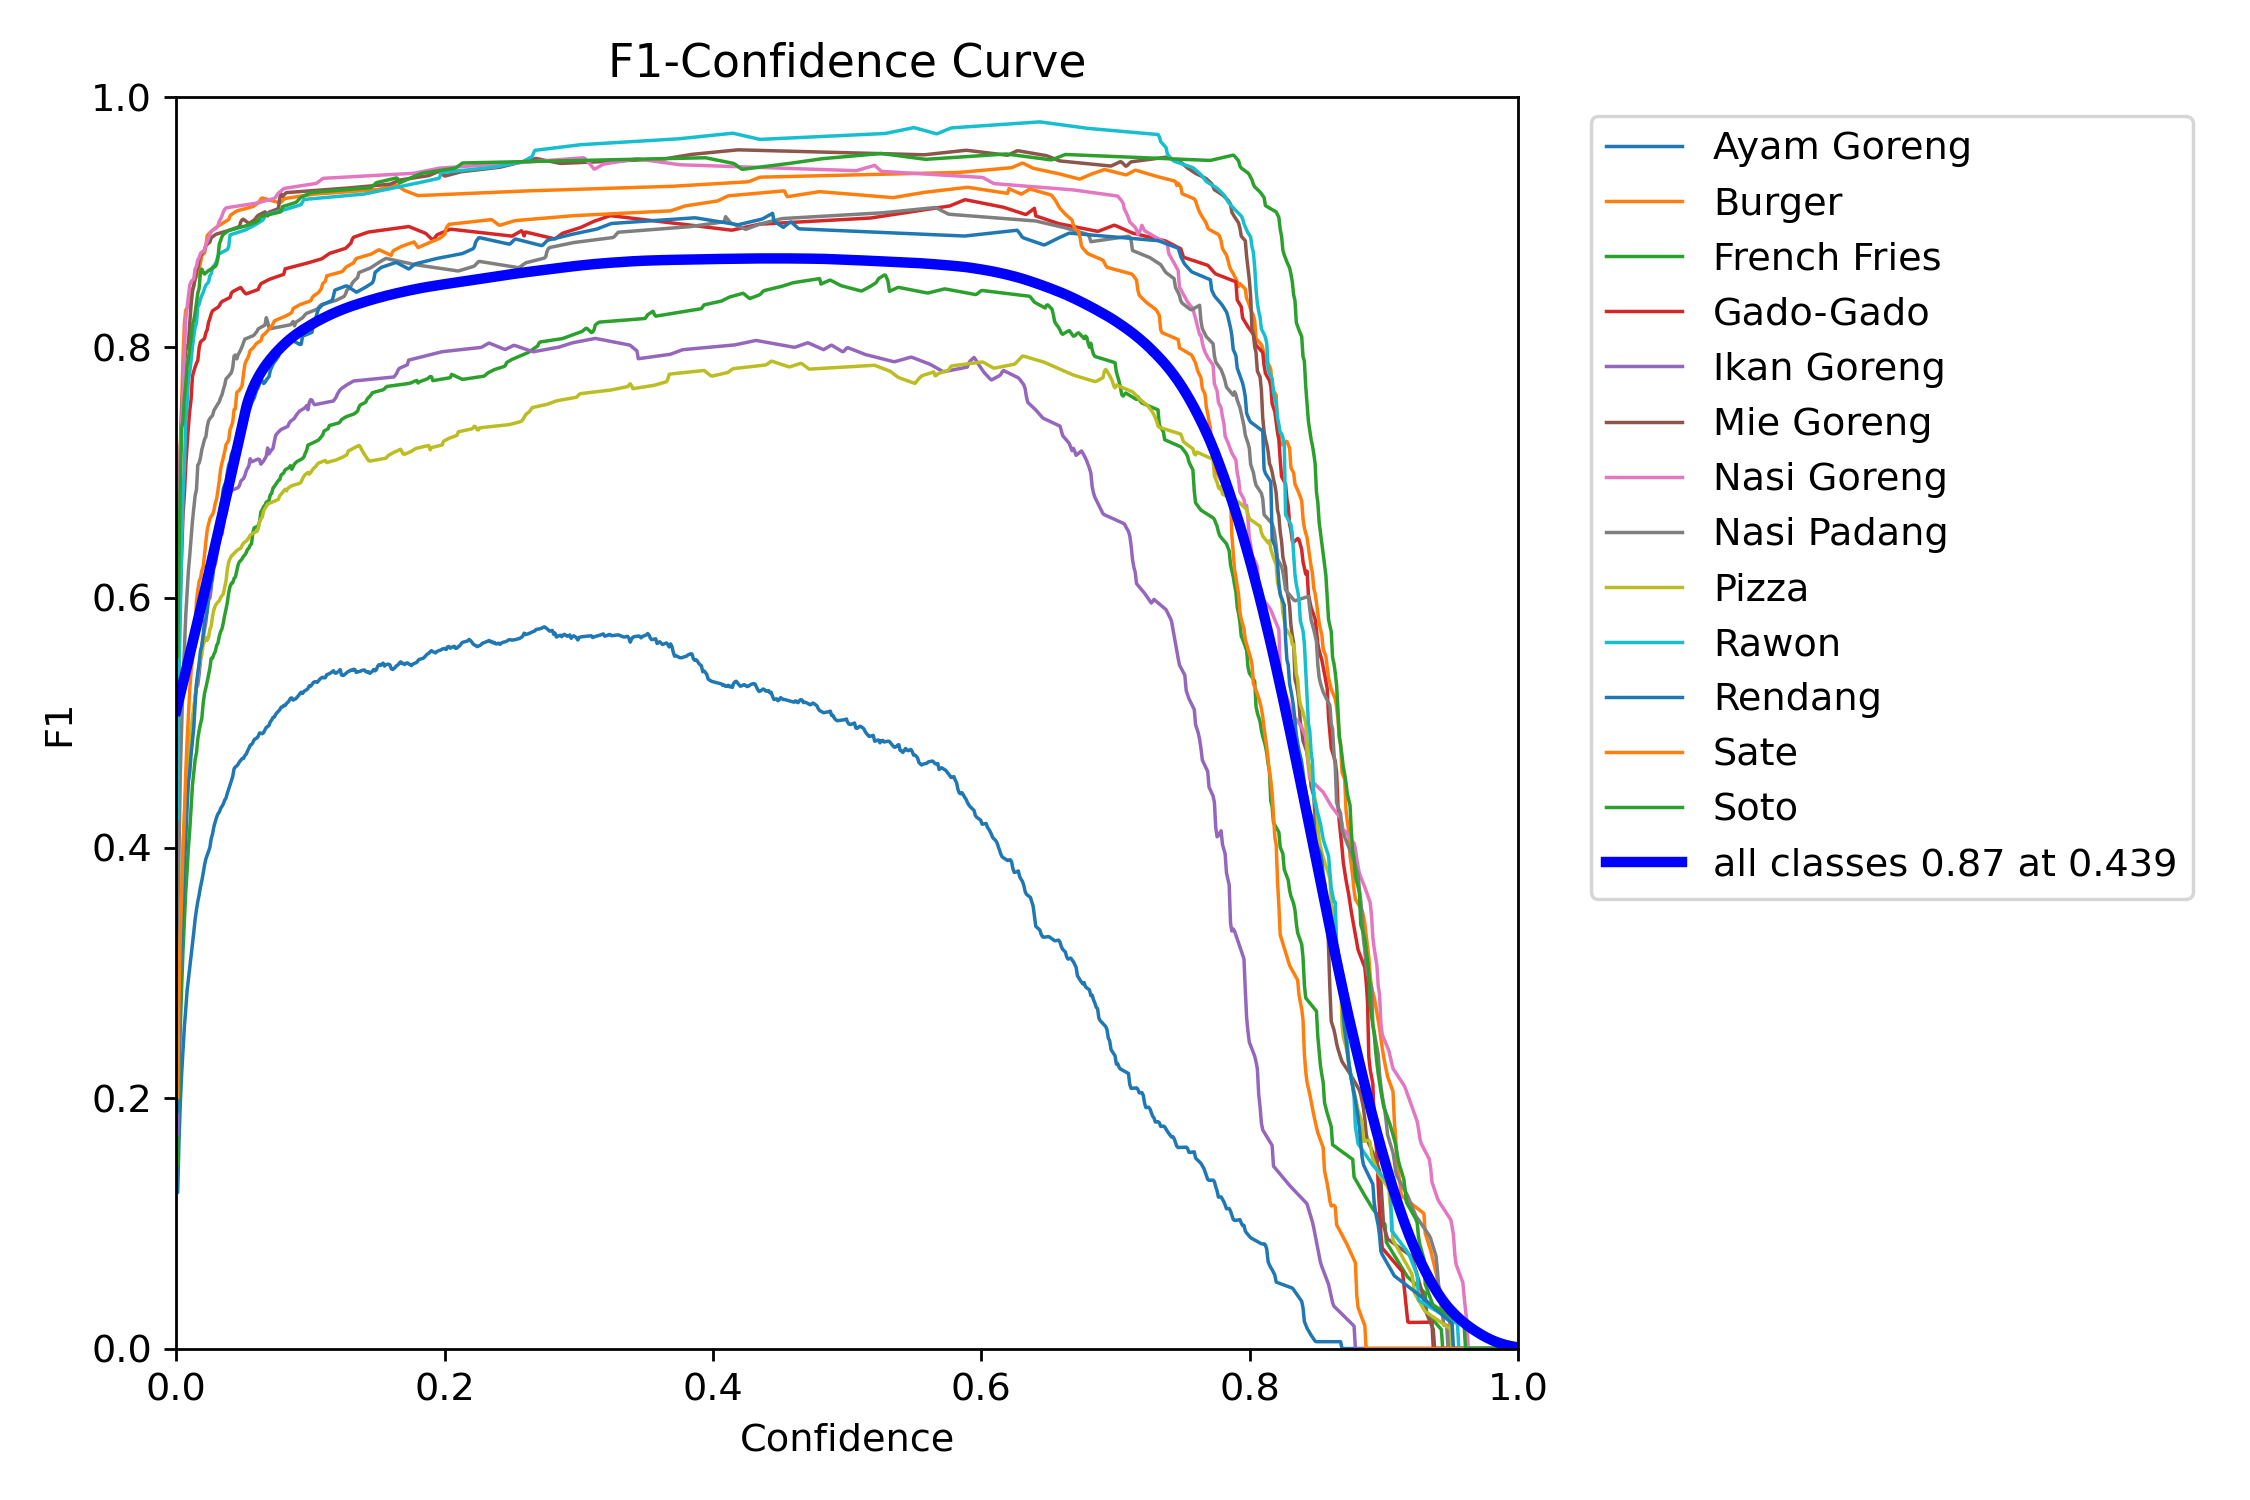 F1-Confidence Curve
1.0
0.8
0.6
0.4
0.2
0.0
F1
0.0 0.2 0.4 0.6 0.8 1.0
Confidence
Ayam Goreng
Burger
French Fries
Gado-Gado
Ikan Goreng
Mie Goreng
Nasi Goreng
Nasi Padang
Pizza
Rawon
Rendang
Sate
Soto
all classes 0.87 at 0.439